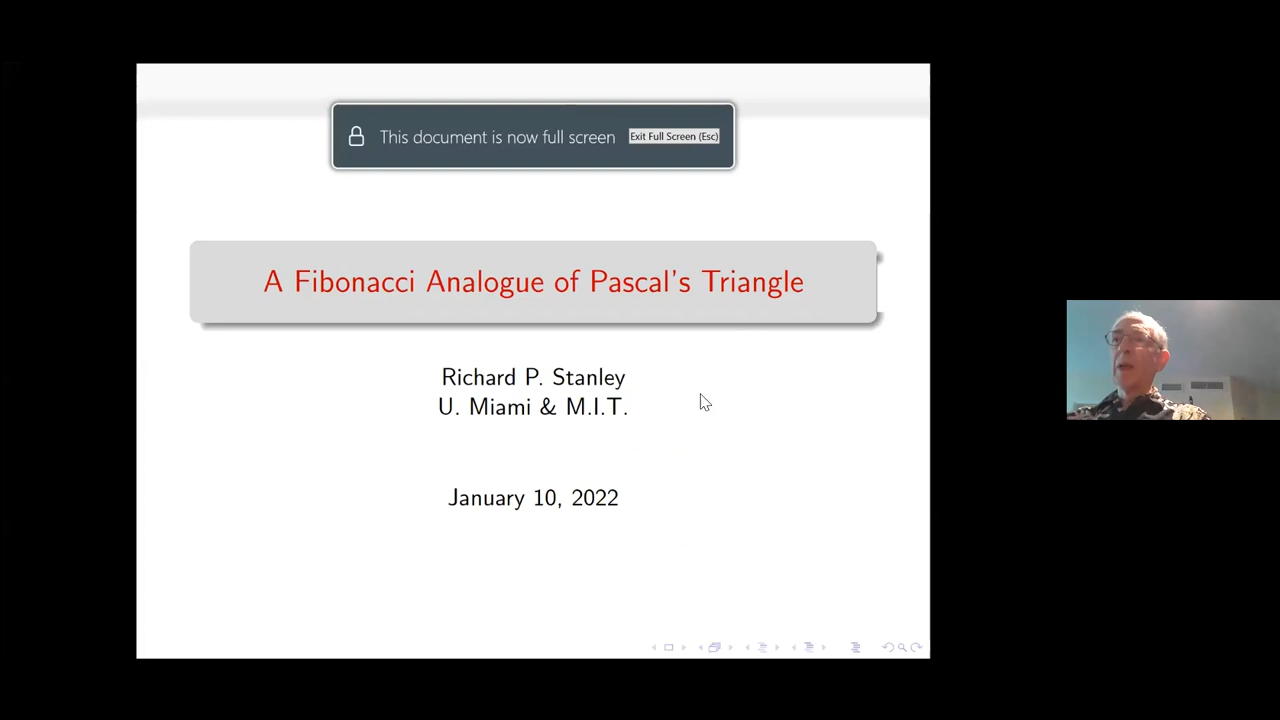 This document is now full screen Exit Full Screen (Esc)
A Fibonacci Analogue of Pascal's Triangle
Richard P. Stanley
U. Miami & M.I.T.
January 10, 2022